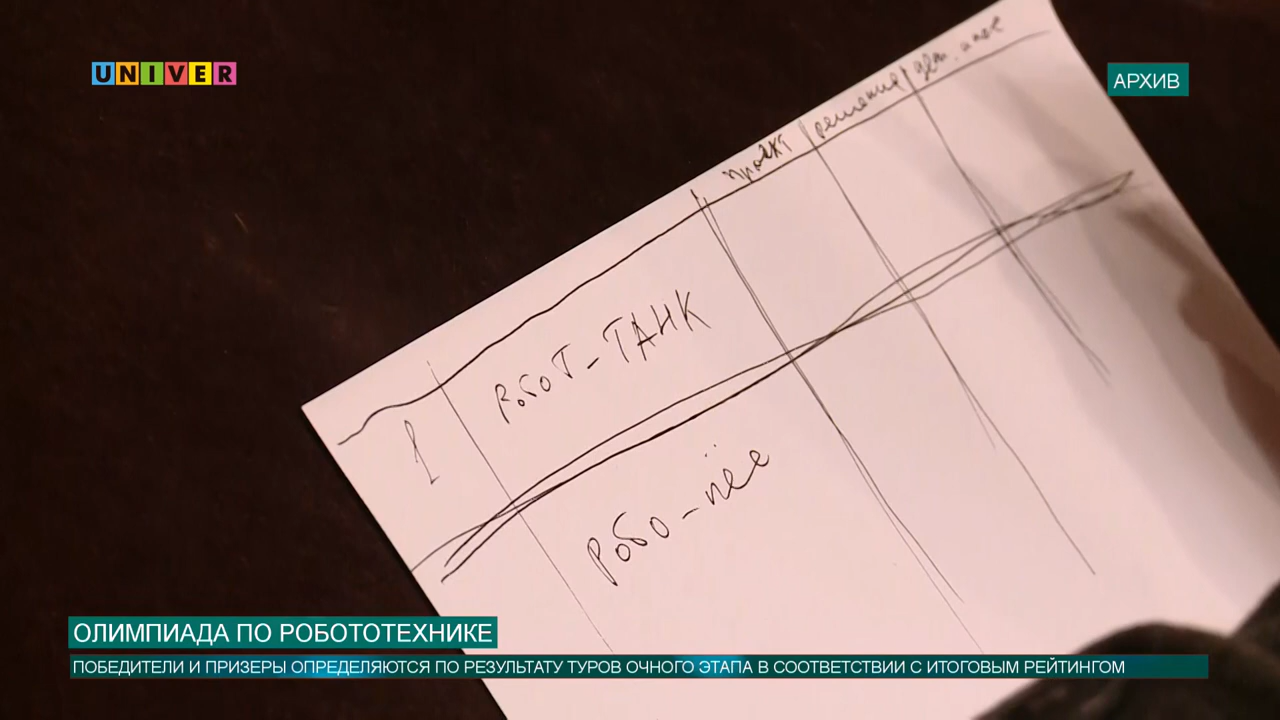 UNIVER
АРХИВ
проект решения
1 Робот-ТАНК
Робо-пёс
ОЛИМПИАДА ПО РОБОТОТЕХНИКЕ
ПОБЕДИТЕЛИ И ПРИЗЕРЫ ОПРЕДЕЛЯЮТСЯ ПО РЕЗУЛЬТАТУ ТУРОВ ОЧНОГО ЭТАПА В СООТВЕТСТВИИ С ИТОГОВЫМ РЕЙТИНГОМ